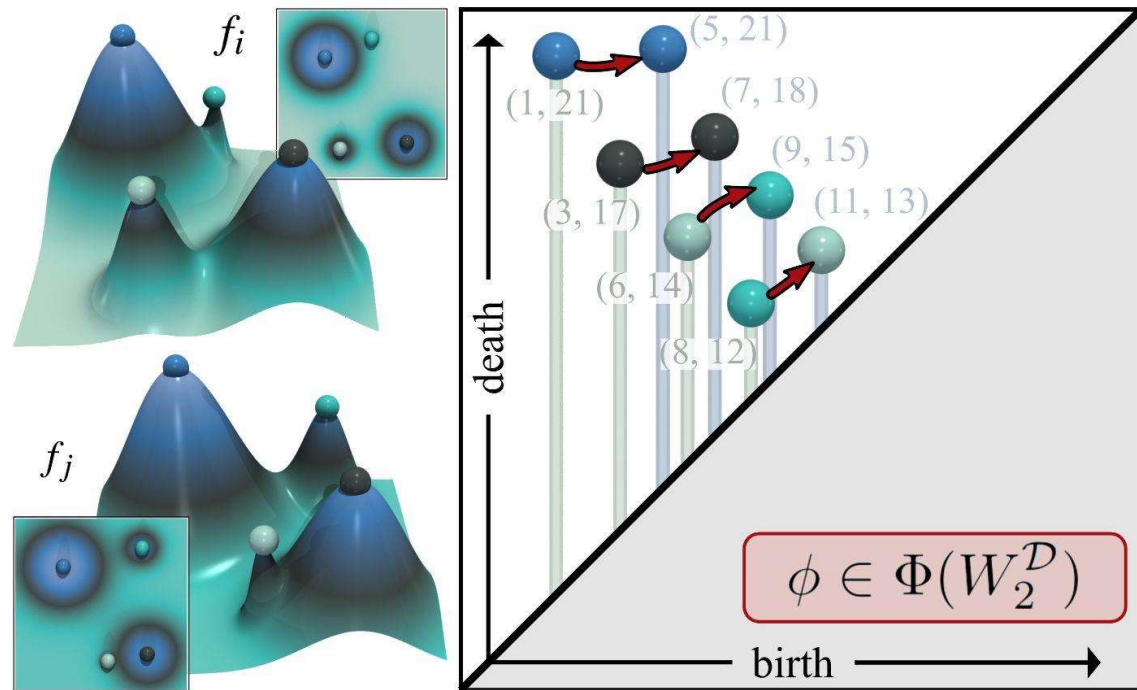 f_i
f_j
death
(1, 21)
(5, 21)
(3, 17)
(7, 18)
(6, 14)
(9, 15)
(8, 12)
(11, 13)
ϕ ∈ Φ(W_2^𝒟)
birth